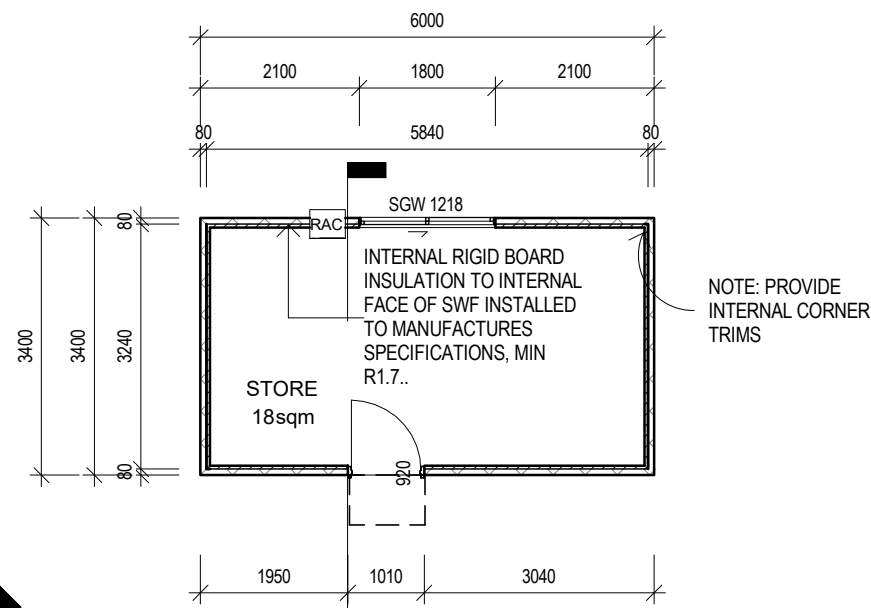 6000
2100
1800
2100
80
5840
80
SGW 1218
RAC
80
3400
3400
3240
80
INTERNAL RIGID BOARD
INSULATION TO INTERNAL
FACE OF SWF INSTALLED
TO MANUFACTURES
SPECIFICATIONS, MIN
R1.7..
NOTE: PROVIDE
INTERNAL CORNER
TRIMS
STORE
18sqm
920
1950
1010
3040